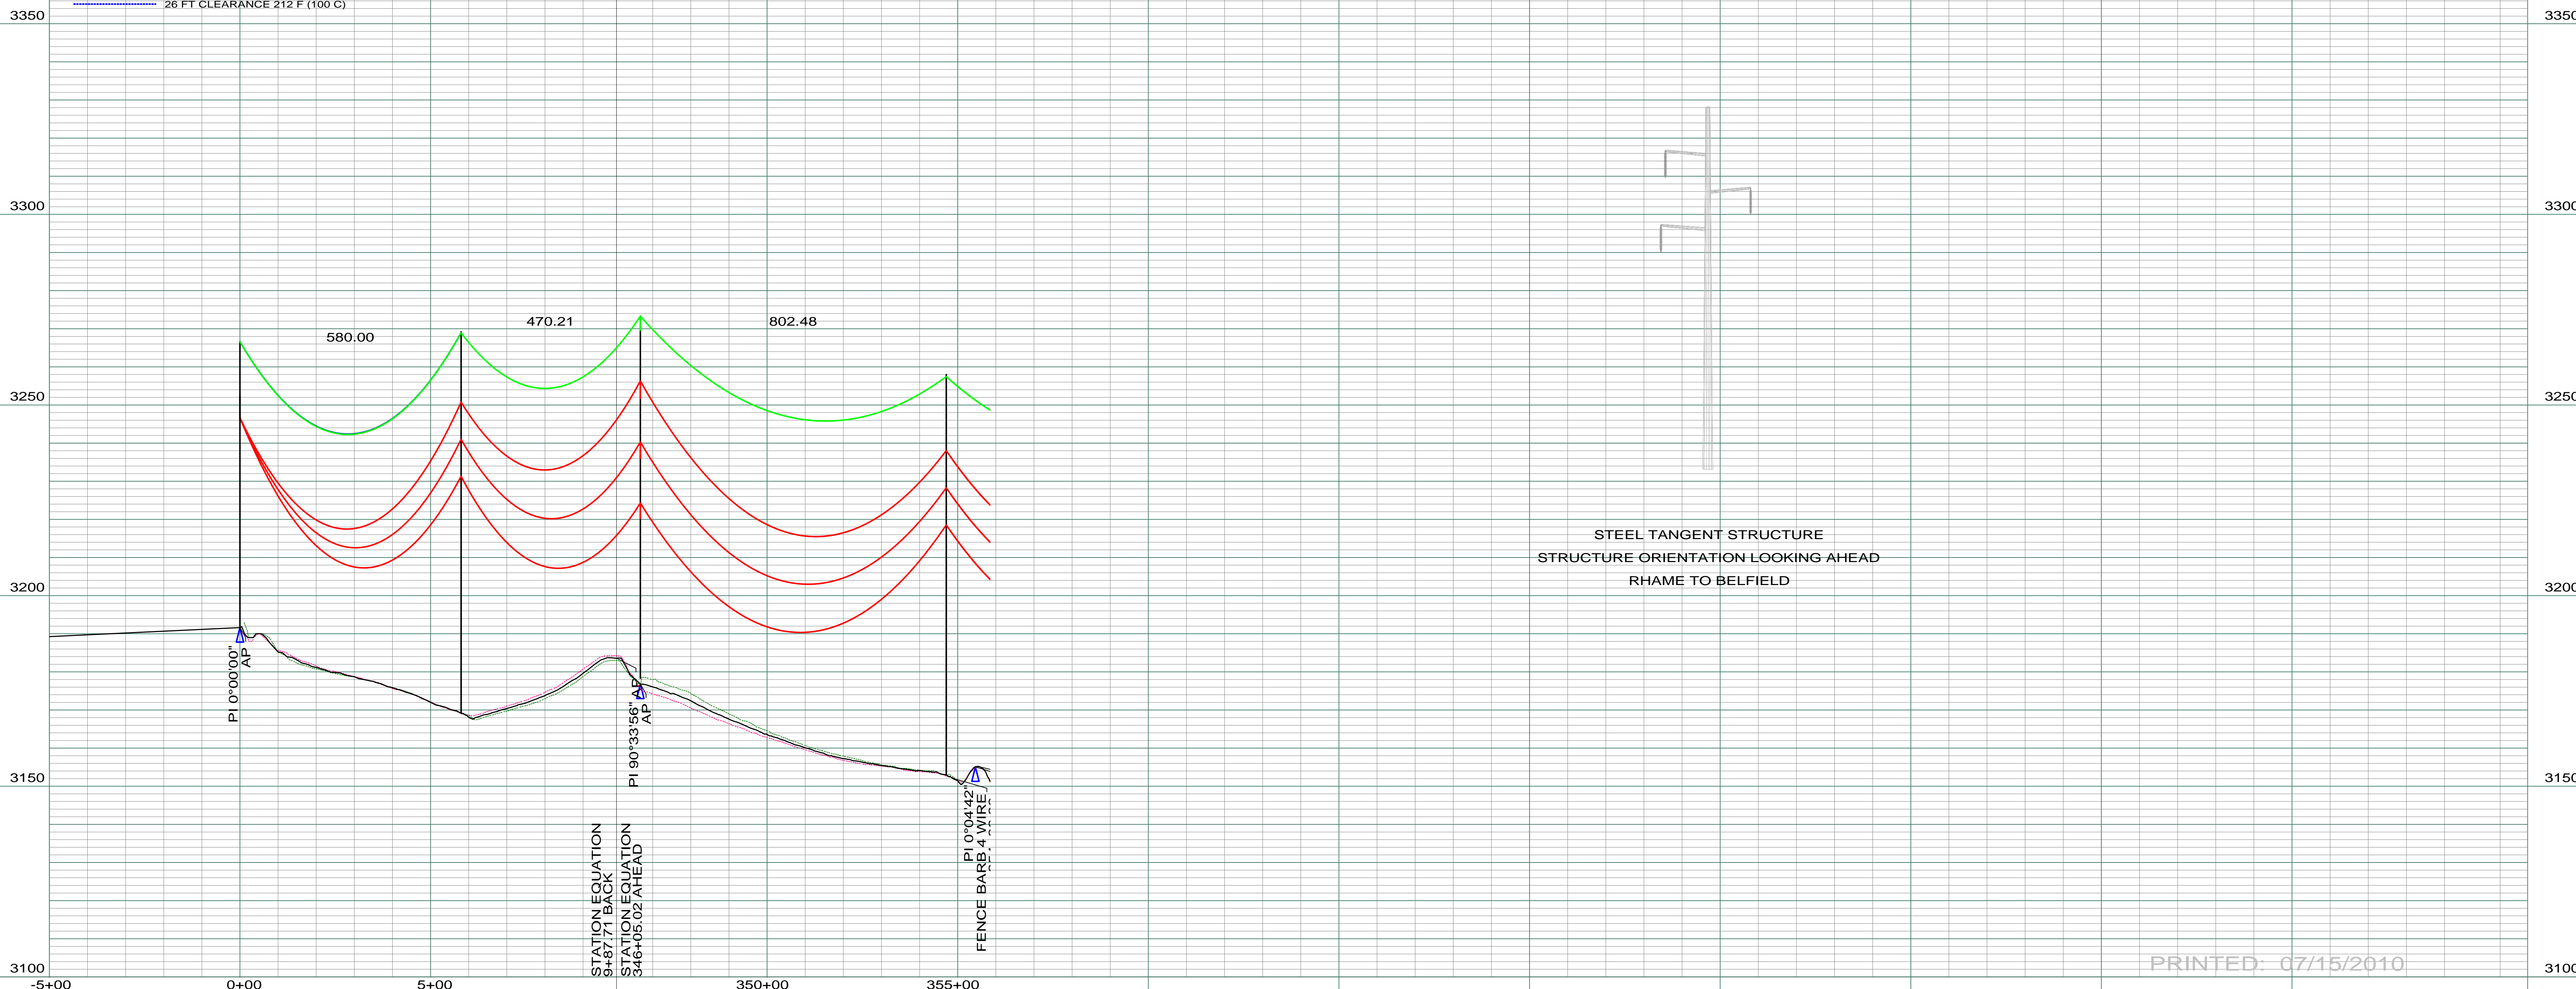 26 FT CLEARANCE 212 F (100 C)
3350
3350
3300
3300
470.21
802.48
580.00
3250
3250
STEEL TANGENT STRUCTURE
STRUCTURE ORIENTATION LOOKING AHEAD
RHAME TO BELFIELD
3200
3200
PI 0°00'00"
AP
PI 90°33'56" AP
AP
3150
3150
PI 0°04'42"
FENCE BARB 4 WIRE
STATION EQUATION
9+87.71 BACK
STATION EQUATION
346+05.02 AHEAD
PRINTED: 07/15/2010
3100
3100
-5+00
0+00
5+00
350+00
355+00